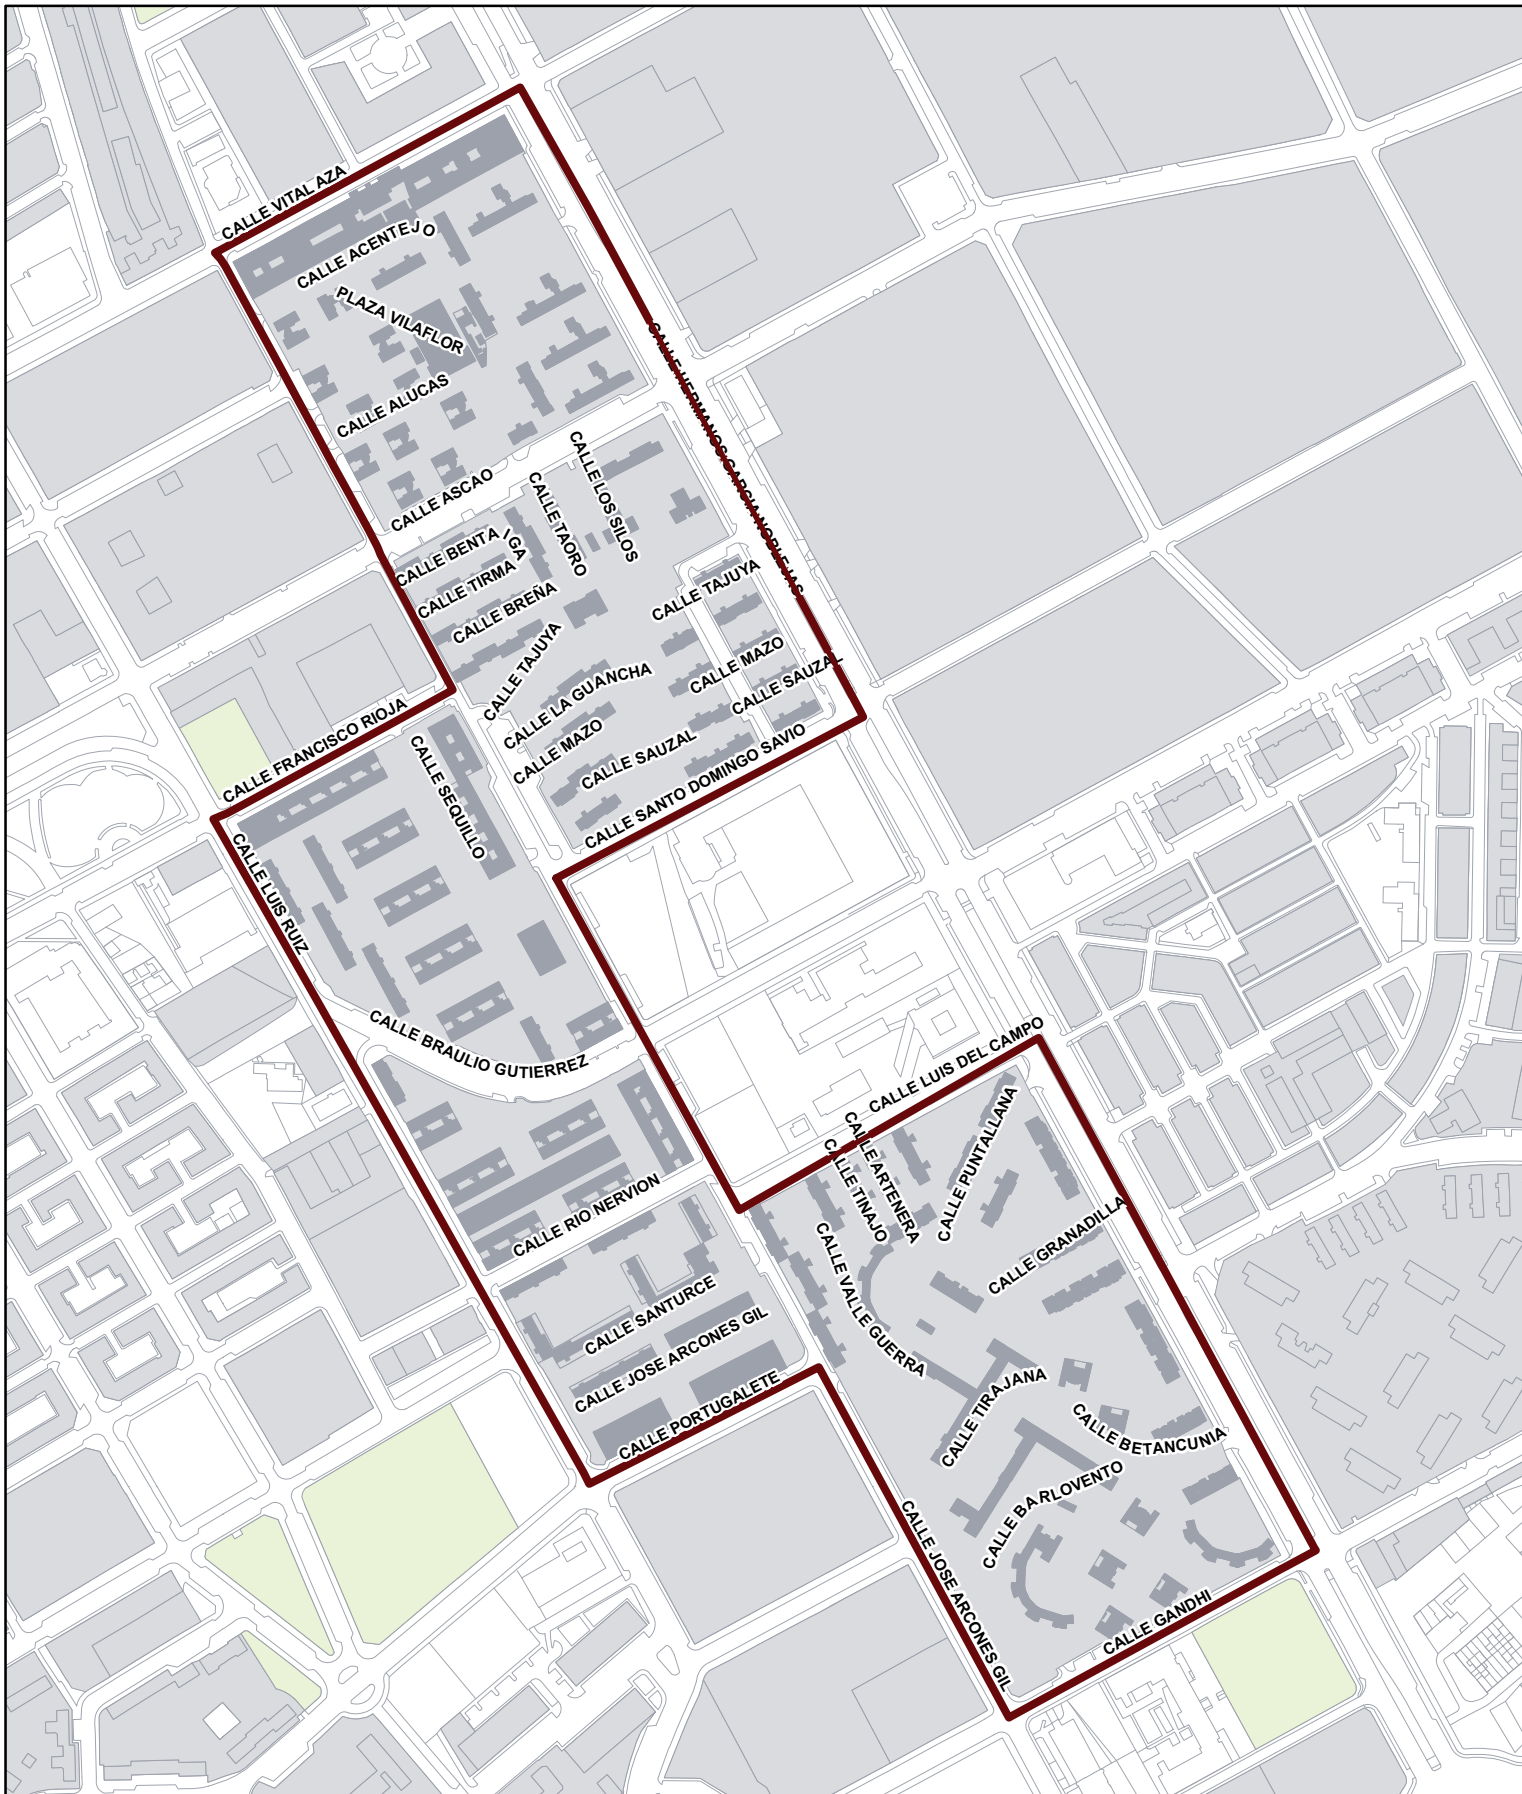 CALLE VITAL AZA
CALLE ACENTEJO
PLAZA VILAFLOR
CALLE HERMANOS GARCIA NOBLEJAS
CALLE ALUCAS
CALLE ASCAO
CALLE LOS SILOS
CALLE TAORO
CALLE BENTAIGA
CALLE TIRMA
CALLE BREÑA
CALLE TAJUYA
CALLE TAJUYA
CALLE MAZO
CALLE SAUZAL
CALLE LA GUANCHA
CALLE MAZO
CALLE SAUZAL
CALLE SANTO DOMINGO SAVIO
CALLE FRANCISCO RIOJA
CALLE SEQUILLO
CALLE LUIS RUIZ
CALLE BRAULIO GUTIERREZ
CALLE LUIS DEL CAMPO
CALLE PUNTALLANA
CALLE ARTENERA
CALLE TINAJO
CALLE RIO NERVION
CALLE GRANADILLA
CALLE VALLE GUERRA
CALLE SANTURCE
CALLE JOSE ARCONES GIL
CALLE PORTUGALETE
CALLE TIRAJANA
CALLE BETANCUNIA
CALLE BARLOVENTO
CALLE JOSE ARCONES GIL
CALLE GANDHI